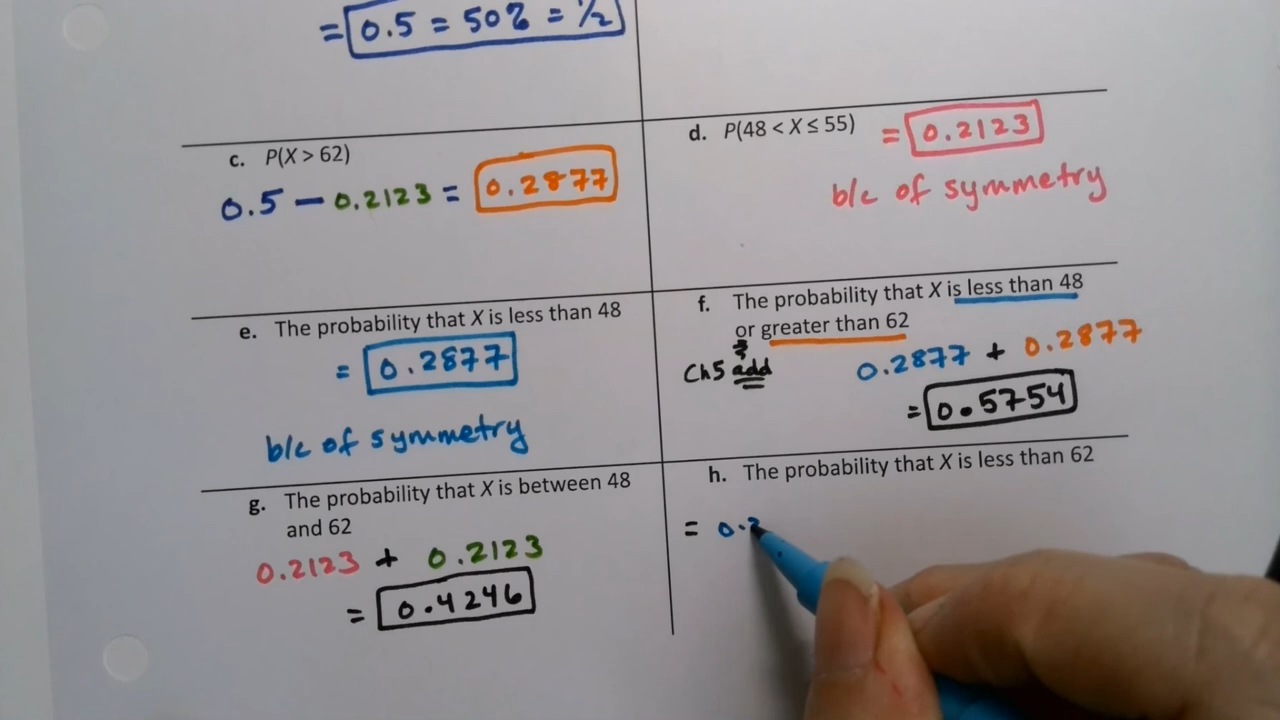 = 0.5 = 50% = 1/2
c. P(X > 62)
0.5 − 0.2123 = 0.2877
d. P(48 < X ≤ 55) = 0.2123
b/c of symmetry
e. The probability that X is less than 48
= 0.2877
b/c of symmetry
f. The probability that X is less than 48
or greater than 62
Ch5 add 0.2877 + 0.2877
= 0.5754
g. The probability that X is between 48
and 62
0.2123 + 0.2123
= 0.4246
h. The probability that X is less than 62
= 0.2